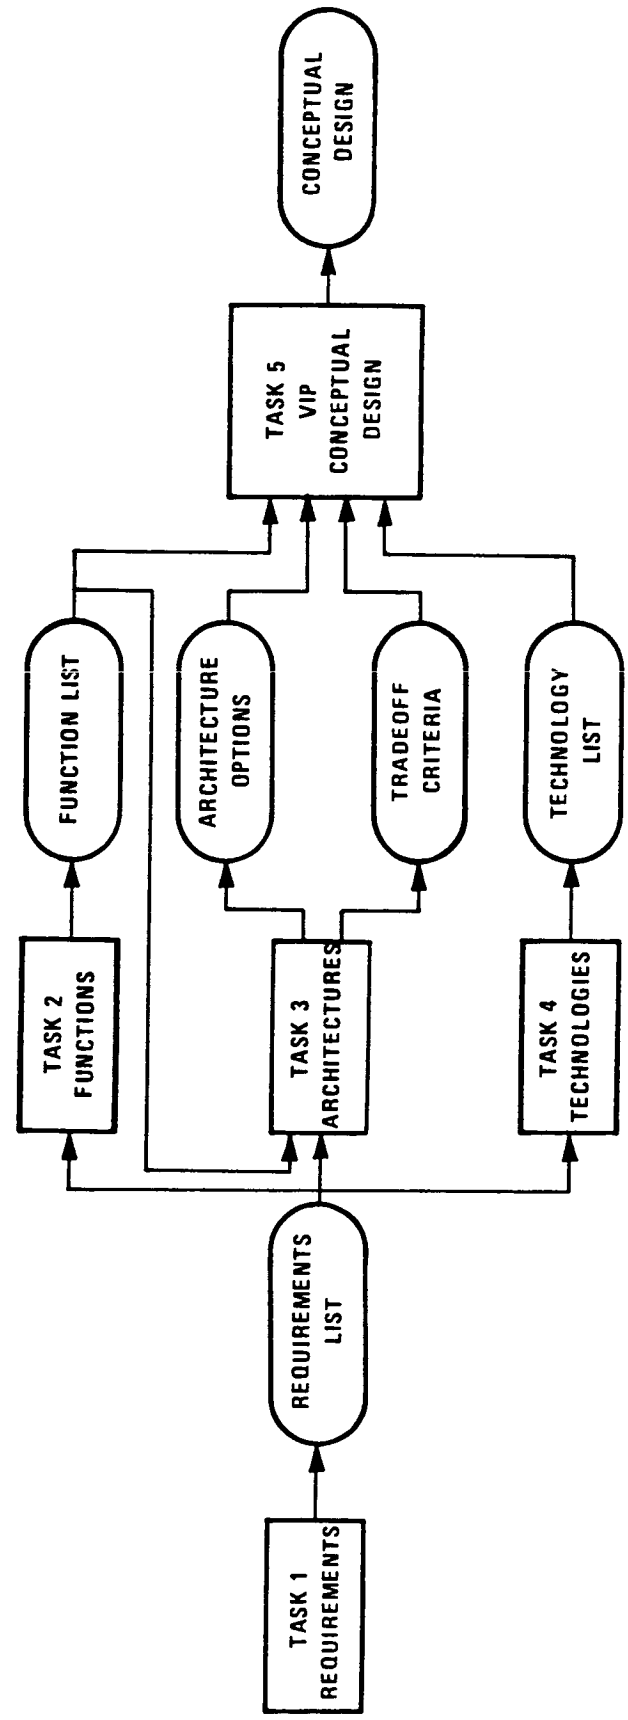 TASK 1
REQUIREMENTS
REQUIREMENTS
LIST
TASK 2
FUNCTIONS
TASK 3
ARCHITECTURES
TASK 4
TECHNOLOGIES
FUNCTION LIST
ARCHITECTURE
OPTIONS
TRADEOFF
CRITERIA
TECHNOLOGY
LIST
TASK 5
VIP
CONCEPTUAL
DESIGN
CONCEPTUAL
DESIGN